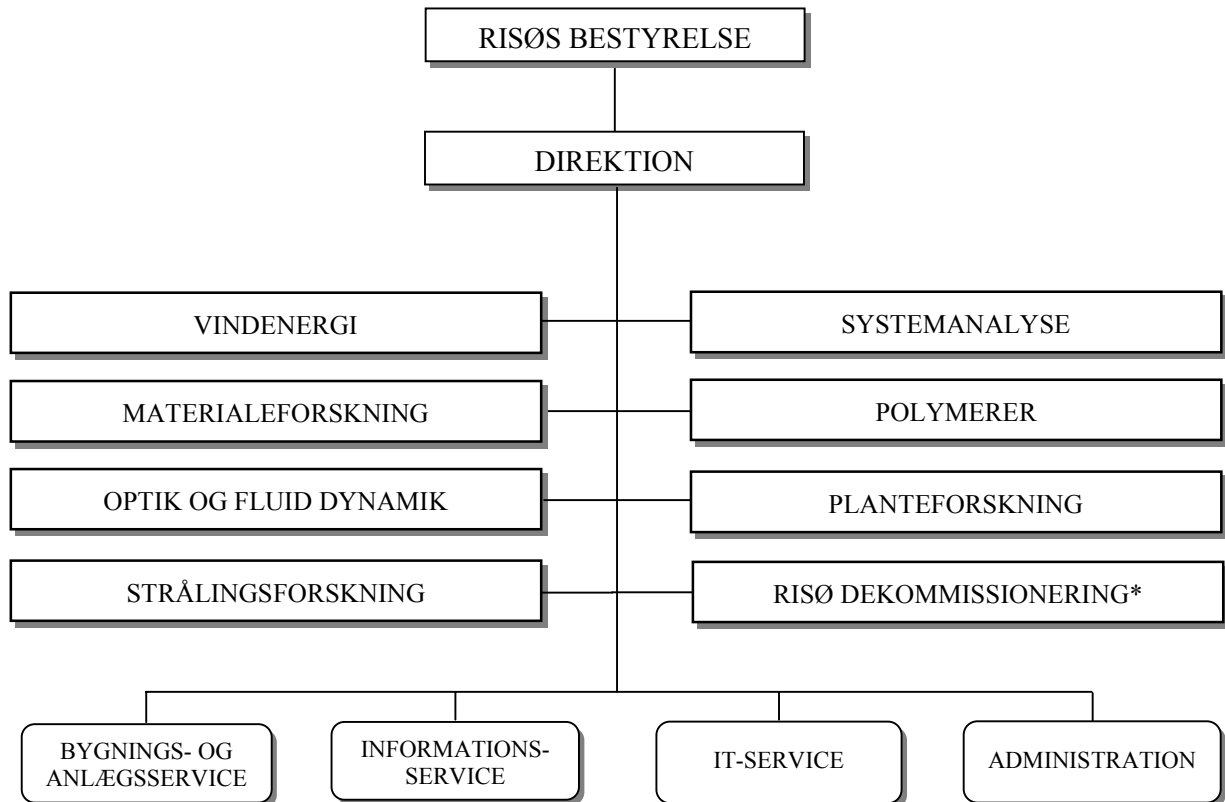 RISØS BESTYRELSE
DIREKTION
VINDENERGI
SYSTEMANALYSE
MATERIALEFORSKNING
POLYMERER
OPTIK OG FLUID DYNAMIK
PLANTEFORSKNING
STRÅLINGSFORSKNING
RISØ DEKOMMISSIONERING*
BYGNINGS- OG
ANLÆGSSERVICE
INFORMATIONS-
SERVICE
IT-SERVICE
ADMINISTRATION